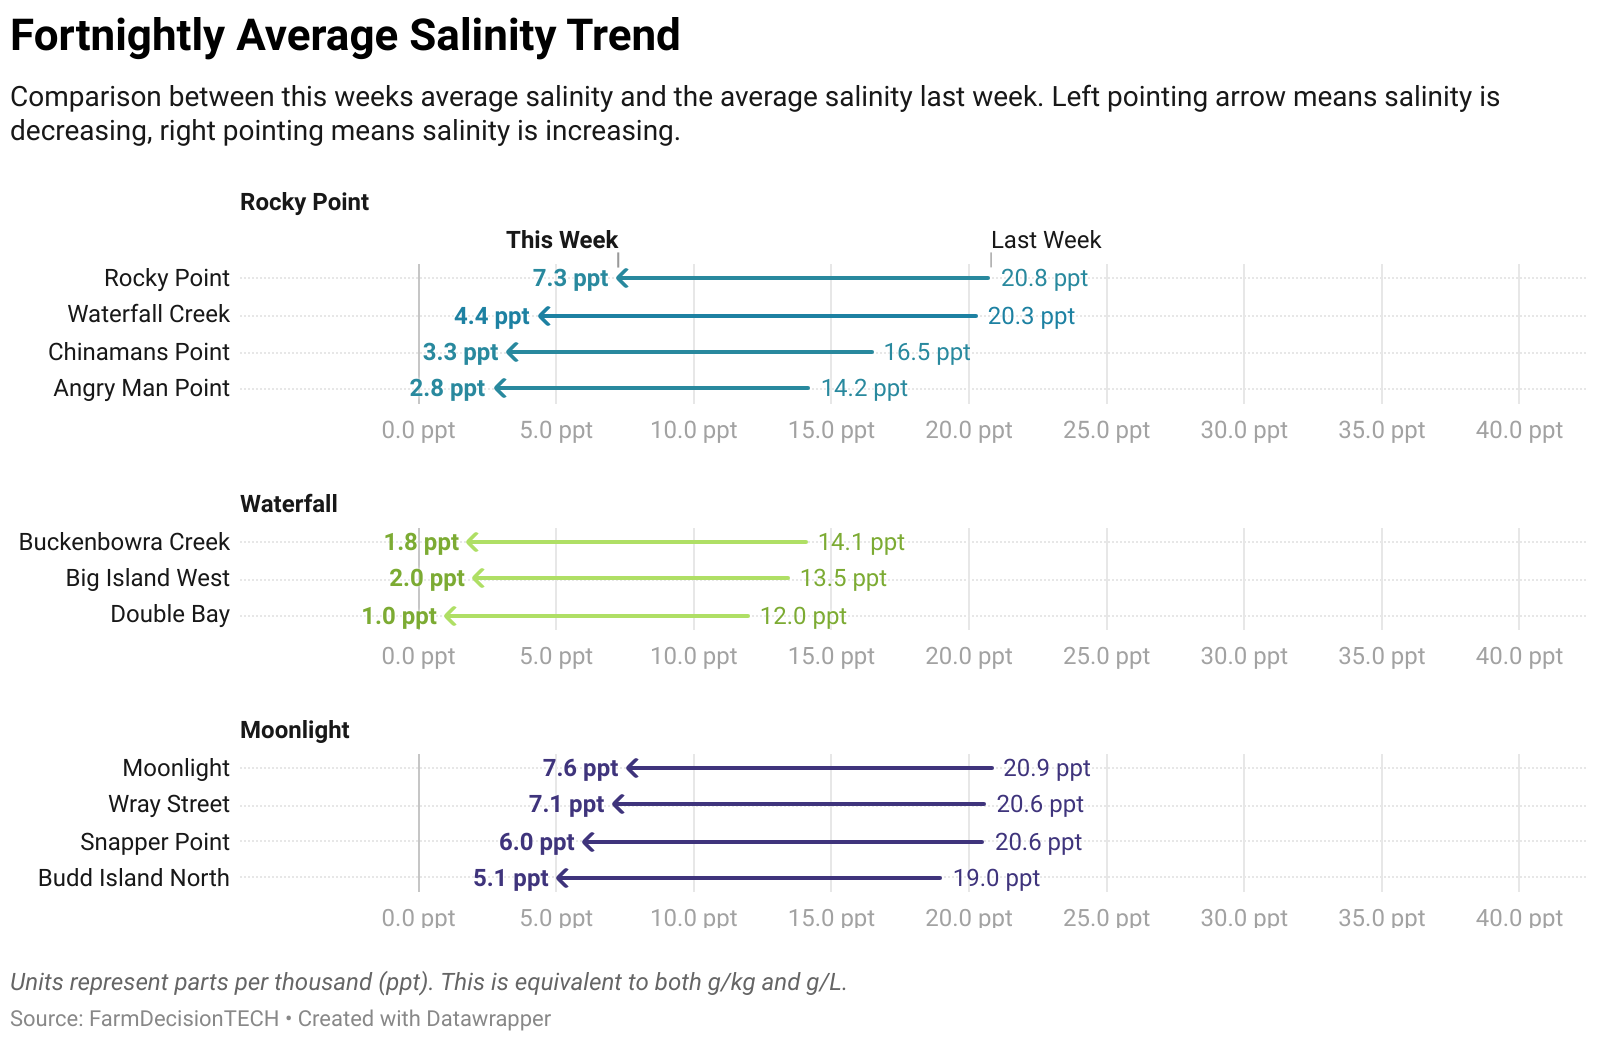 Fortnightly Average Salinity Trend
Comparison between this weeks average salinity and the average salinity last week. Left pointing arrow means salinity is
decreasing, right pointing means salinity is increasing.
Rocky Point
This Week Last Week
Rocky Point 7.3 ppt 20.8 ppt
Waterfall Creek 4.4 ppt 20.3 ppt
Chinamans Point 3.3 ppt 16.5 ppt
Angry Man Point 2.8 ppt 14.2 ppt
0.0 ppt 5.0 ppt 10.0 ppt 15.0 ppt 20.0 ppt 25.0 ppt 30.0 ppt 35.0 ppt 40.0 ppt
Waterfall
Buckenbowra Creek 1.8 ppt 14.1 ppt
Big Island West 2.0 ppt 13.5 ppt
Double Bay 1.0 ppt 12.0 ppt
0.0 ppt 5.0 ppt 10.0 ppt 15.0 ppt 20.0 ppt 25.0 ppt 30.0 ppt 35.0 ppt 40.0 ppt
Moonlight
Moonlight 7.6 ppt 20.9 ppt
Wray Street 7.1 ppt 20.6 ppt
Snapper Point 6.0 ppt 20.6 ppt
Budd Island North 5.1 ppt 19.0 ppt
0.0 ppt 5.0 ppt 10.0 ppt 15.0 ppt 20.0 ppt 25.0 ppt 30.0 ppt 35.0 ppt 40.0 ppt
Units represent parts per thousand (ppt). This is equivalent to both g/kg and g/L.
Source: FarmDecisionTECH • Created with Datawrapper